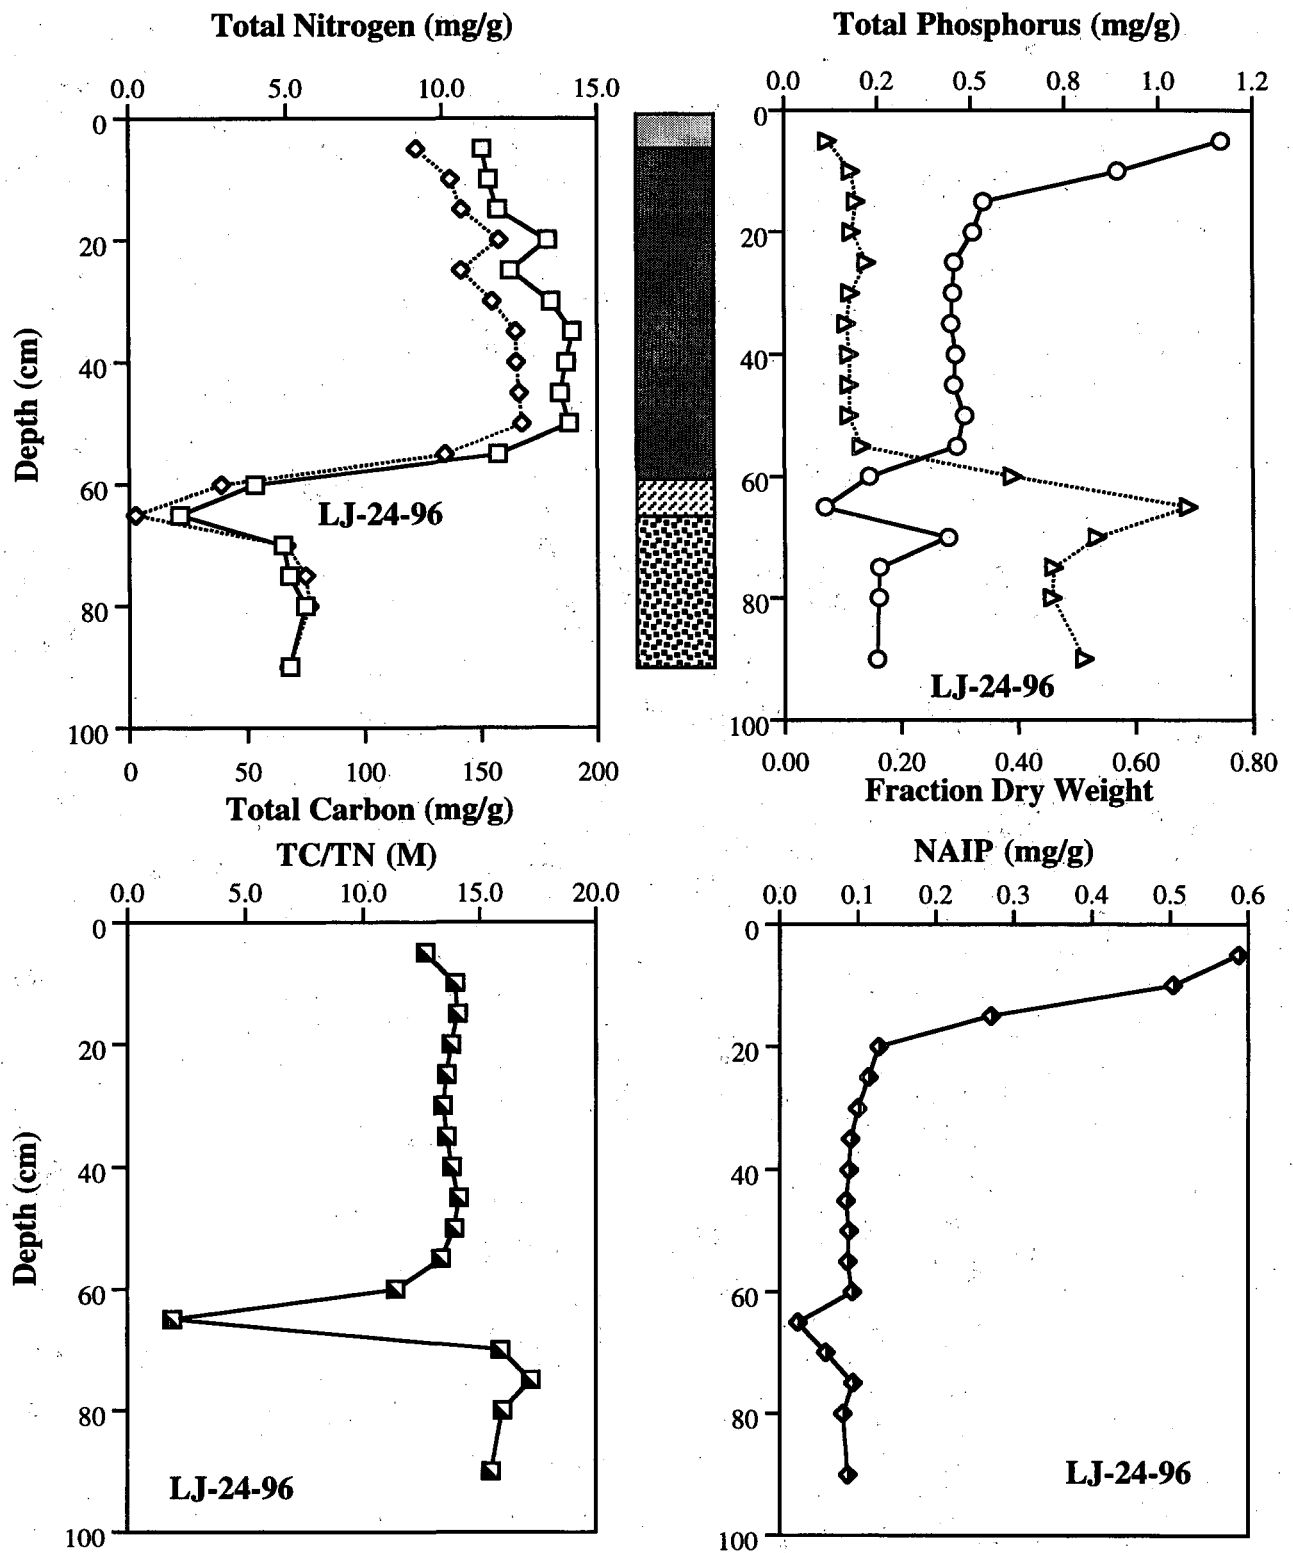 Total Nitrogen (mg/g)
0.0 5.0 10.0 15.0
0
20
40
60
80
100
Depth (cm)
LJ-24-96
0 50 100 150 200
Total Carbon (mg/g)
Total Phosphorus (mg/g)
0.0 0.2 0.5 0.8 1.0 1.2
0
20
40
60
80
100
LJ-24-96
0.00 0.20 0.40 0.60 0.80
Fraction Dry Weight
TC/TN (M)
0.0 5.0 10.0 15.0 20.0
0
20
40
60
80
100
Depth (cm)
LJ-24-96
NAIP (mg/g)
0.0 0.1 0.2 0.3 0.4 0.5 0.6
0
20
40
60
80
100
LJ-24-96